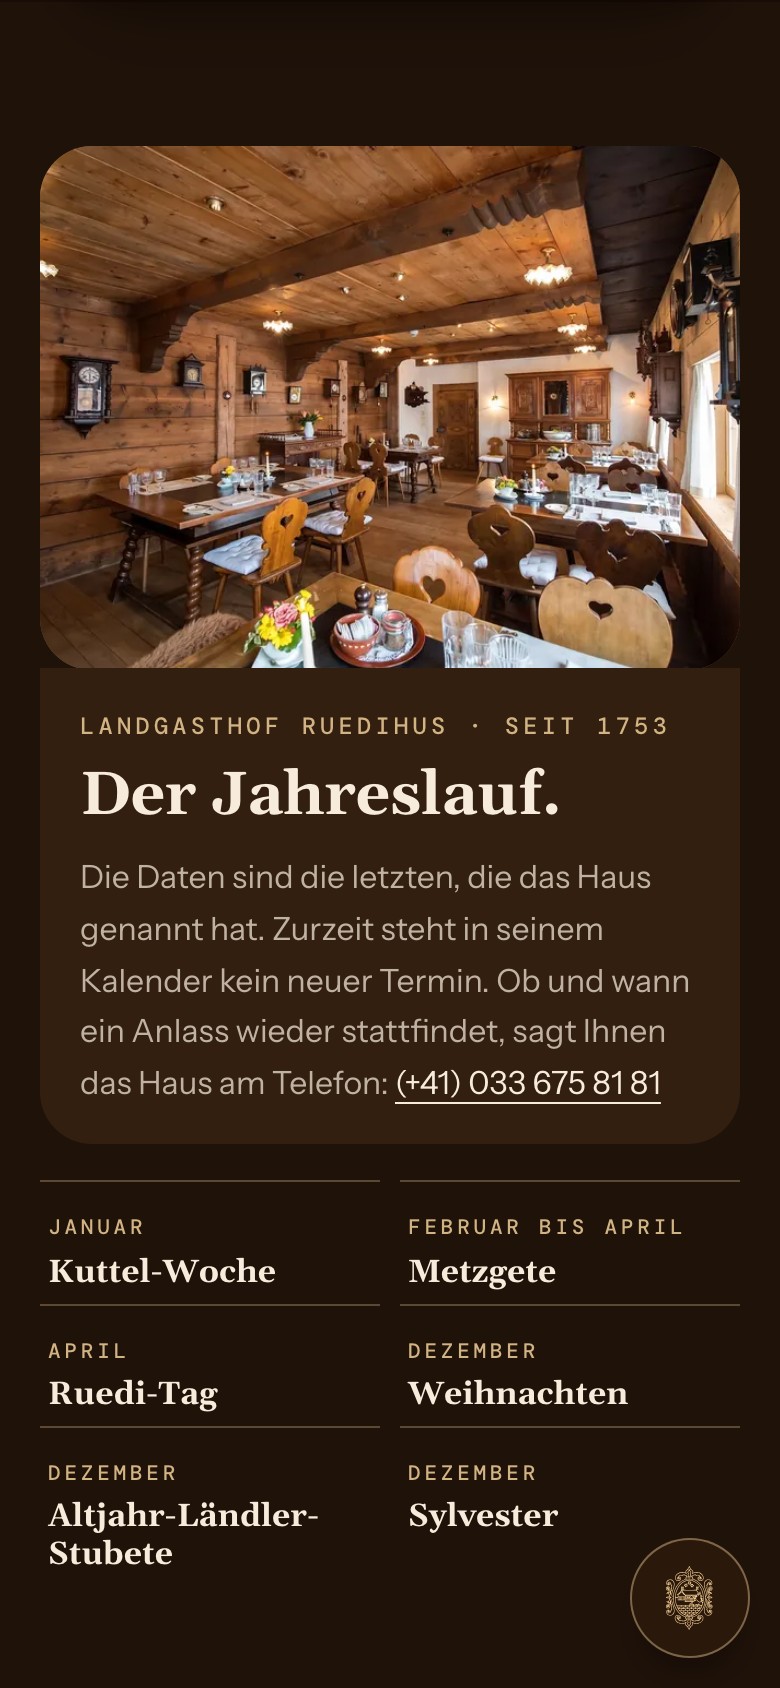 LANDGASTHOF RUEDIHUS · SEIT 1753
Der Jahreslauf.
Die Daten sind die letzten, die das Haus
genannt hat. Zurzeit steht in seinem
Kalender kein neuer Termin. Ob und wann
ein Anlass wieder stattfindet, sagt Ihnen
das Haus am Telefon: (+41) 033 675 81 81
JANUAR
Kuttel-Woche
FEBRUAR BIS APRIL
Metzgete
APRIL
Ruedi-Tag
DEZEMBER
Weihnachten
DEZEMBER
Altjahr-Ländler-
Stubete
DEZEMBER
Sylvester